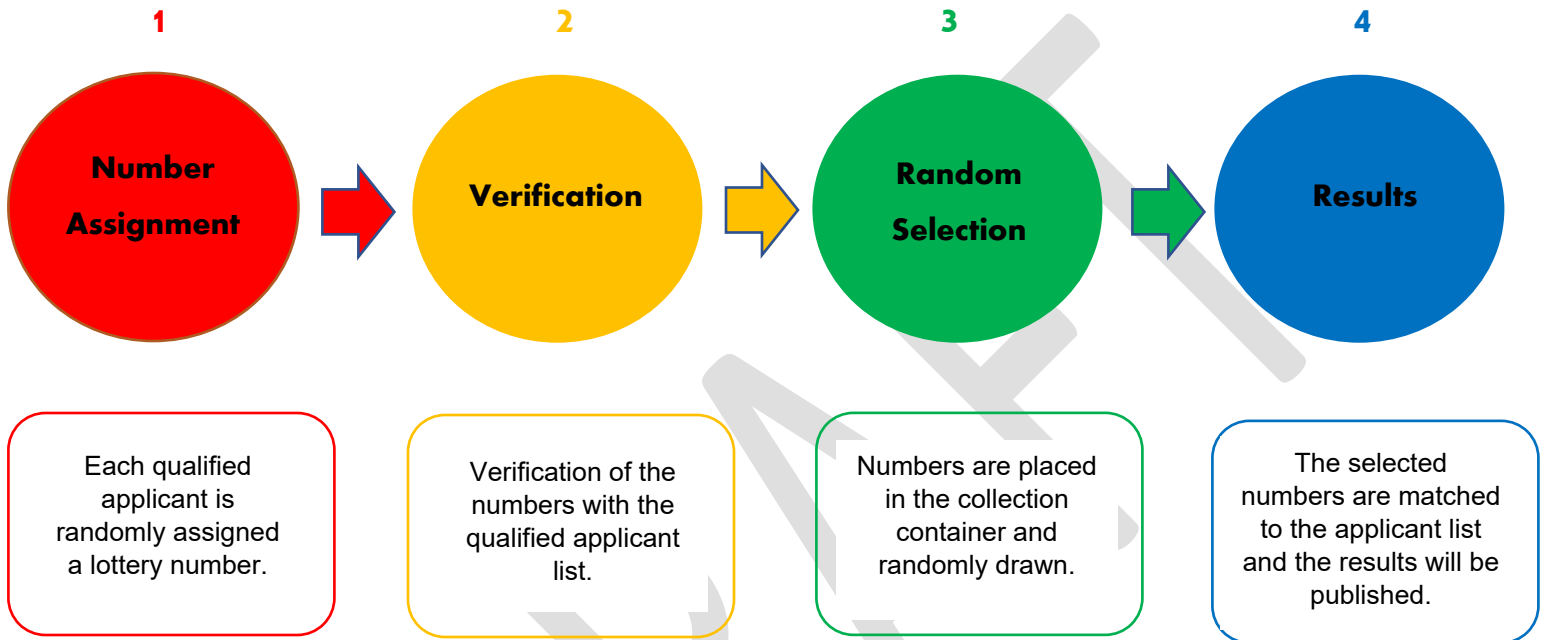 1
2
3
4
Number
Assignment
Verification
Random
Selection
Results
Each qualified
applicant is
randomly assigned
a lottery number.
Verification of the
numbers with the
qualified applicant
list.
Numbers are placed
in the collection
container and
randomly drawn.
The selected
numbers are matched
to the applicant list
and the results will be
published.